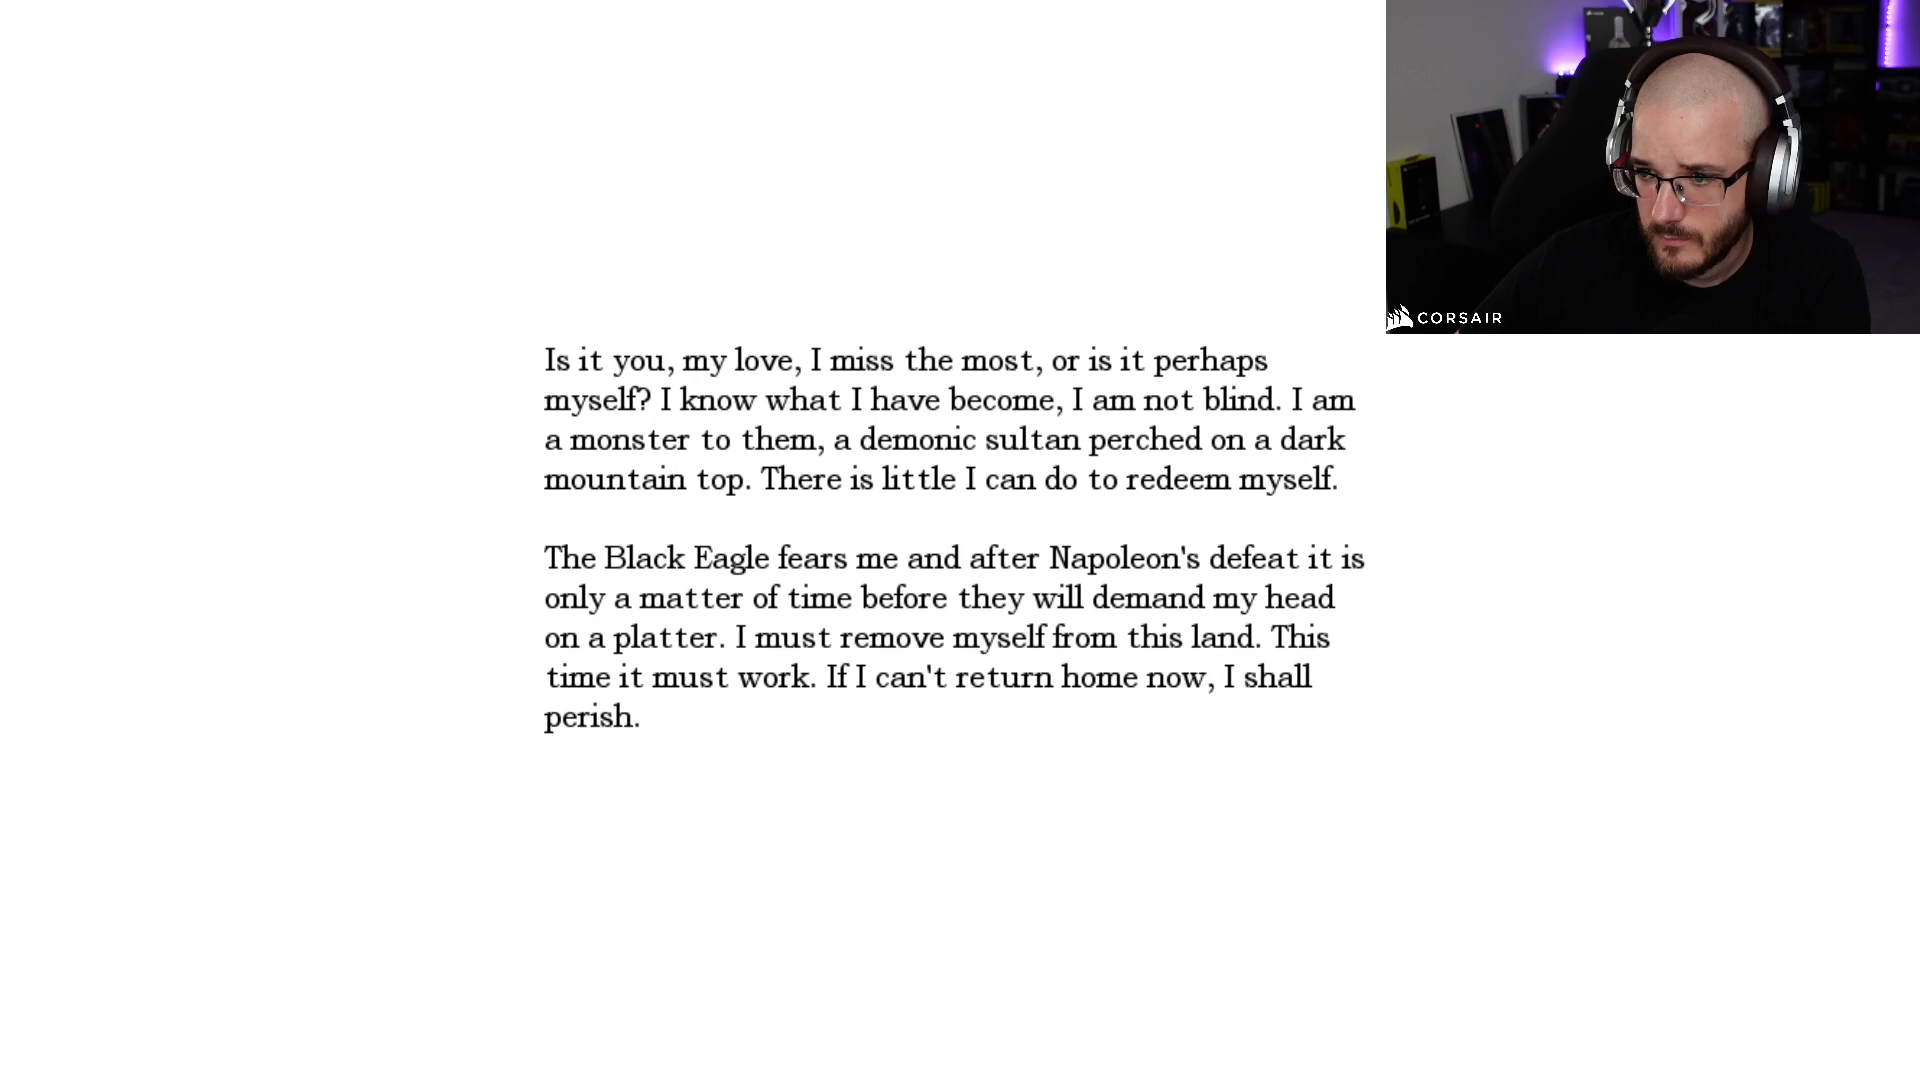 CORSAIR
Is it you, my love, I miss the most, or is it perhaps
myself? I know what I have become, I am not blind. I am
a monster to them, a demonic sultan perched on a dark
mountain top. There is little I can do to redeem myself.
The Black Eagle fears me and after Napoleon's defeat it is
only a matter of time before they will demand my head
on a platter. I must remove myself from this land. This
time it must work. If I can't return home now, I shall
perish.